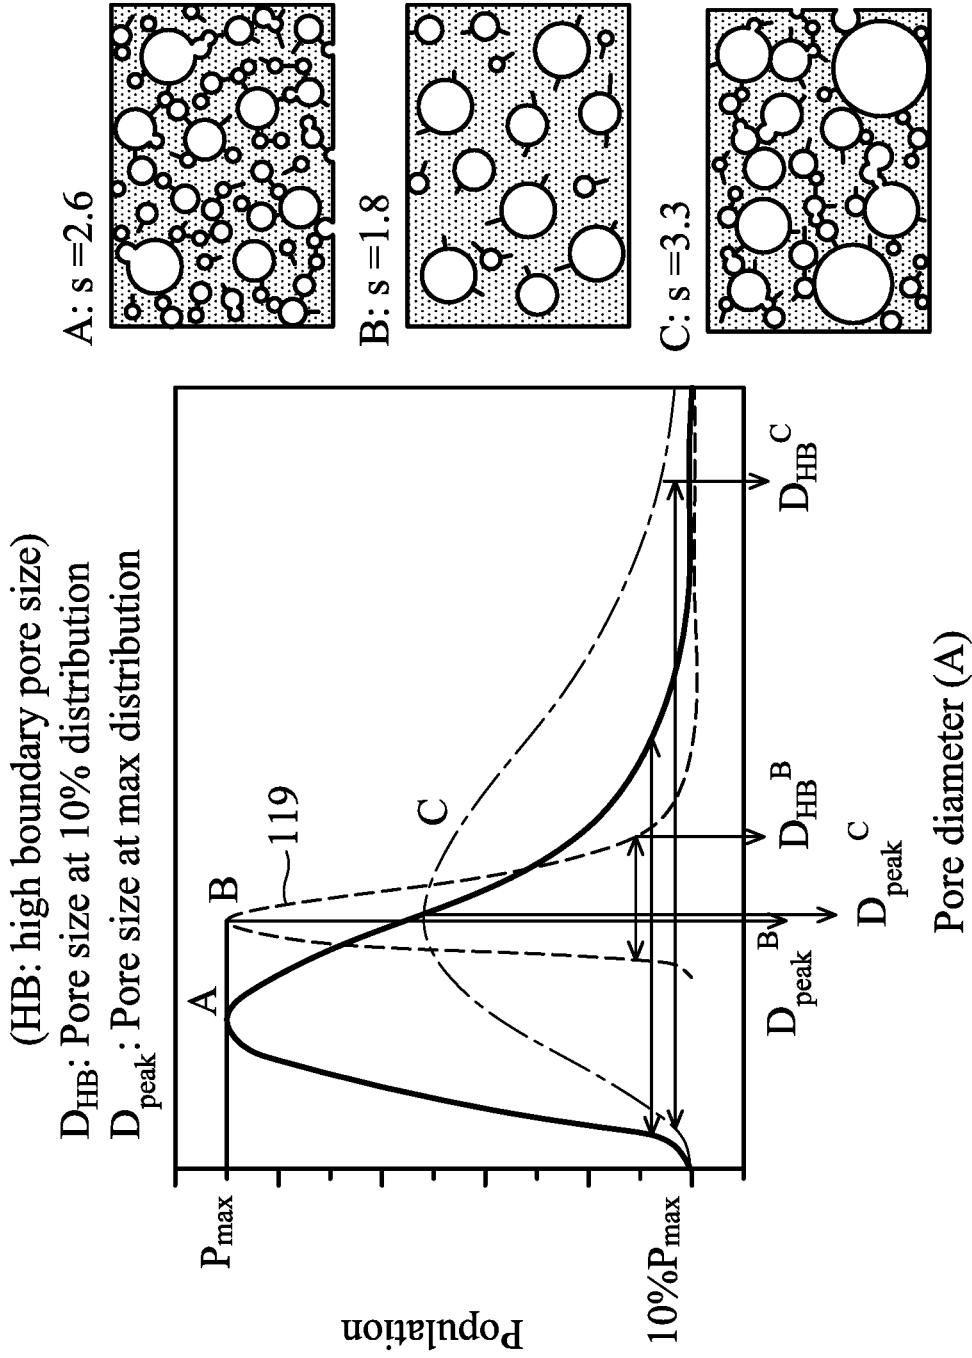 (HB: high boundary pore size)
D_HB: Pore size at 10% distribution
D_peak: Pore size at max distribution
Population
P_max
10%P_max
A
B
119
C
D_peak^B
D_peak^C
D_HB^B
D_HB^C
Pore diameter (A)
A: s =2.6
B: s =1.8
C: s =3.3